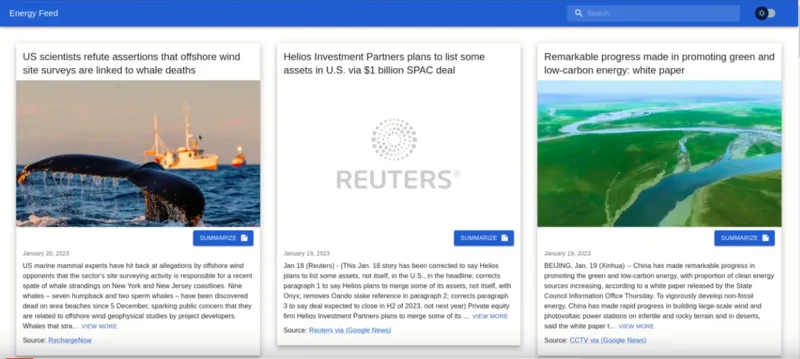 Energy Feed
Search...
US scientists refute assertions that offshore wind
site surveys are linked to whale deaths
SUMMARIZE
January 20, 2023
US marine mammal experts have hit back at allegations by offshore wind
opponents that the sector's site surveying activity is responsible for a recent
spate of whale strandings on New York and New Jersey coastlines. Nine
whales – seven humpback and two sperm whales – have been discovered
dead on area beaches since 5 December, sparking public concern that they
are related to offshore wind geophysical studies by project developers.
Whales that stra... VIEW MORE
Source: RechargeNow
Helios Investment Partners plans to list some
assets in U.S. via $1 billion SPAC deal
REUTERS®
SUMMARIZE
January 19, 2023
Jan 18 (Reuters) - (This Jan. 18 story has been corrected to say Helios
plans to list some assets, not itself, in the U.S., in the headline; corrects
paragraph 1 to say Helios plans to merge some of its assets, not itself, with
Onyx; removes Oando stake reference in paragraph 2; corrects paragraph
3 to say deal expected to close in H2 of 2023, not next year) Private equity
firm Helios Investment Partners plans to merge some of its ... VIEW MORE
Source: Reuters via (Google News)
Remarkable progress made in promoting green and
low-carbon energy: white paper
SUMMARIZE
January 19, 2023
BEIJING, Jan. 19 (Xinhua) -- China has made remarkable progress in
promoting the green and low-carbon energy, with proportion of clean energy
sources increasing, according to a white paper released by the State
Council Information Office Thursday. To vigorously develop non-fossil
energy, China has made rapid progress in building large-scale wind and
photovoltaic power stations on infertile and rocky terrain and in deserts,
said the white paper t... VIEW MORE
Source: CCTV via (Google News)